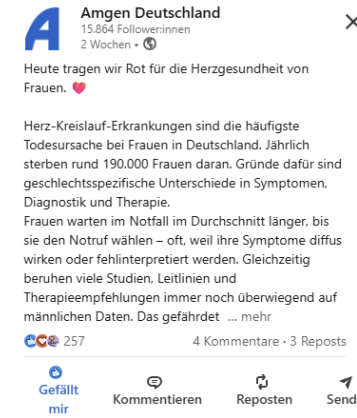 Amgen Deutschland
15.864 Follower:innen
2 Wochen •
Heute tragen wir Rot für die Herzgesundheit von
Frauen.
Herz-Kreislauf-Erkrankungen sind die häufigste
Todesursache bei Frauen in Deutschland. Jährlich
sterben rund 190.000 Frauen daran. Gründe dafür sind
geschlechtsspezifische Unterschiede in Symptomen,
Diagnostik und Therapie.
Frauen warten im Notfall im Durchschnitt länger, bis
sie den Notruf wählen – oft, weil ihre Symptome diffus
wirken oder fehlinterpretiert werden. Gleichzeitig
beruhen viele Studien, Leitlinien und
Therapieempfehlungen immer noch überwiegend auf
männlichen Daten. Das gefährdet ... mehr
257 4 Kommentare • 3 Reposts
Gefällt
mir
Kommentieren Reposten Send